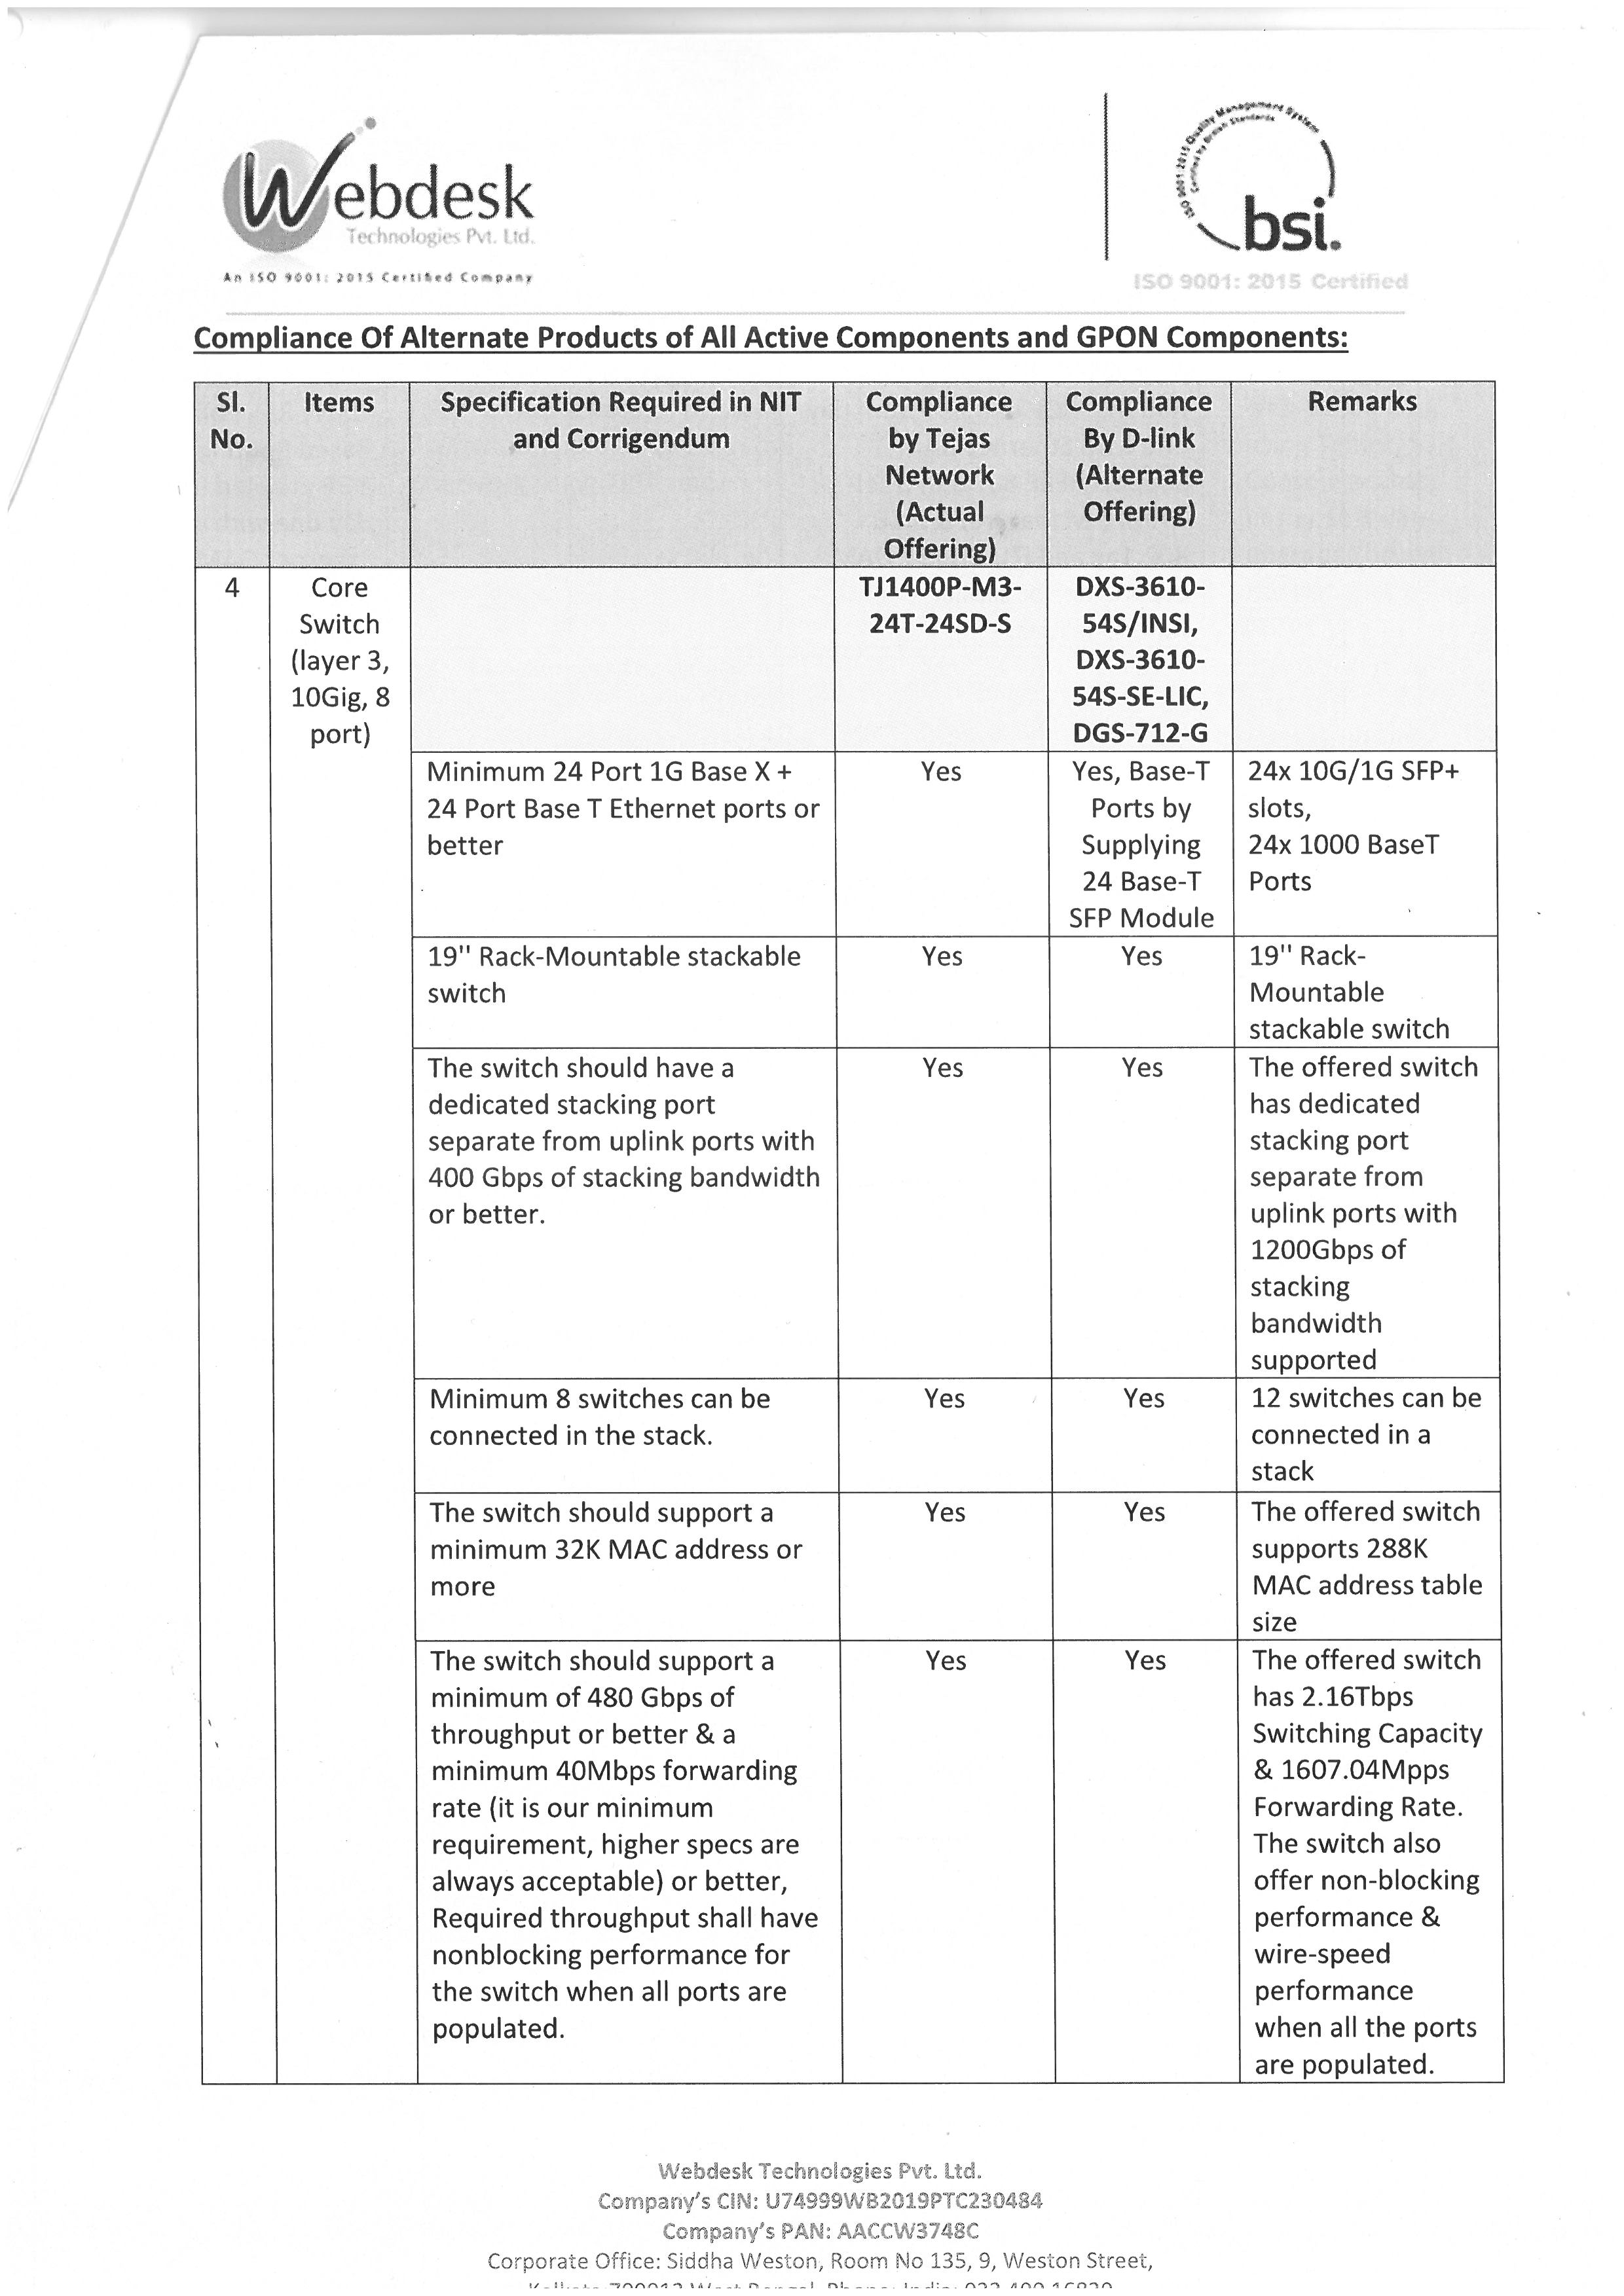 Webdesk
Technologies Pvt. Ltd.
An ISO 9001: 2015 Certified Company
ISO 9001:2015 Quality Management System
Certified by British Standards
bsi.
ISO 9001: 2015 Certified
Compliance Of Alternate Products of All Active Components and GPON Components:
Sl.
No.
Items
Specification Required in NIT
and Corrigendum
Compliance
by Tejas
Network
(Actual
Offering)
Compliance
By D-link
(Alternate
Offering)
Remarks
4
Core
Switch
(layer 3,
10Gig, 8
port)
TJ1400P-M3-
24T-24SD-S
DXS-3610-
54S/INSI,
DXS-3610-
54S-SE-LIC,
DGS-712-G
Minimum 24 Port 1G Base X +
24 Port Base T Ethernet ports or
better
Yes
Yes, Base-T
Ports by
Supplying
24 Base-T
SFP Module
24x 10G/1G SFP+
slots,
24x 1000 BaseT
Ports
19" Rack-Mountable stackable
switch
Yes
Yes
19" Rack-
Mountable
stackable switch
The switch should have a
dedicated stacking port
separate from uplink ports with
400 Gbps of stacking bandwidth
or better.
Yes
Yes
The offered switch
has dedicated
stacking port
separate from
uplink ports with
1200Gbps of
stacking
bandwidth
supported
Minimum 8 switches can be
connected in the stack.
Yes
Yes
12 switches can be
connected in a
stack
The switch should support a
minimum 32K MAC address or
more
Yes
Yes
The offered switch
supports 288K
MAC address table
size
The switch should support a
minimum of 480 Gbps of
throughput or better & a
minimum 40Mbps forwarding
rate (it is our minimum
requirement, higher specs are
always acceptable) or better,
Required throughput shall have
nonblocking performance for
the switch when all ports are
populated.
Yes
Yes
The offered switch
has 2.16Tbps
Switching Capacity
& 1607.04Mpps
Forwarding Rate.
The switch also
offer non-blocking
performance &
wire-speed
performance
when all the ports
are populated.
Webdesk Technologies Pvt. Ltd.
Company's CIN: U74999WB2019PTC230484
Company's PAN: AACCW3748C
Corporate Office: Siddha Weston, Room No 135, 9, Weston Street,